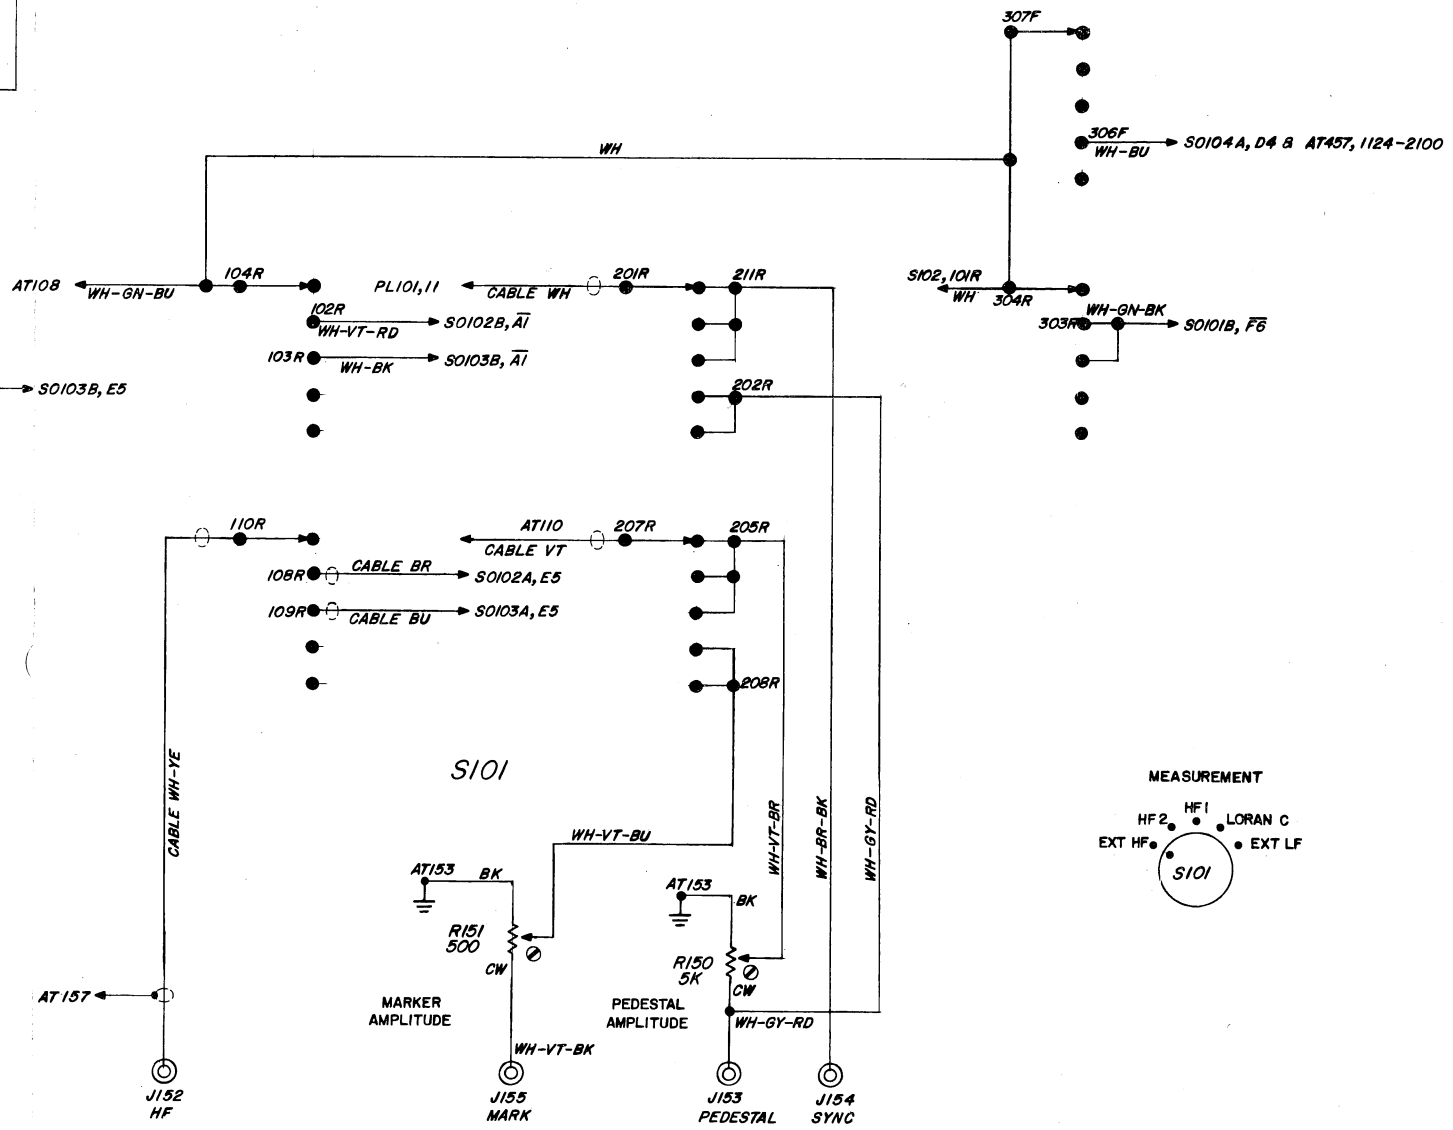 307F
306F
WH-BU
SO104A, D4 & AT457, 1124-2100
WH
AT108
WH-GN-BU
104R
102R
WH-VT-RD
SO102B, A1
103R
WH-BK
SO103B, A1
SO103B, E5
PL101, 11
CABLE WH
201R
211R
202R
S102, 101R
WH
304R
303R
WH-GN-BK
SO101B, F6
110R
108R
CABLE BR
SO102A, E5
109R
CABLE BU
SO103A, E5
AT110
CABLE VT
207R
205R
208R
S101
CABLE WH-YE
WH-VT-BU
WH-VT-BR
WH-BR-BK
WH-GY-RD
AT153
BK
R151
500
CW
MARKER
AMPLITUDE
WH-VT-BK
AT153
BK
R150
5K
CW
PEDESTAL
AMPLITUDE
WH-GY-RD
AT157
J152
HF
J155
MARK
J153
PEDESTAL
J154
SYNC
MEASUREMENT
HF1
HF2
LORAN C
EXT HF
EXT LF
S101